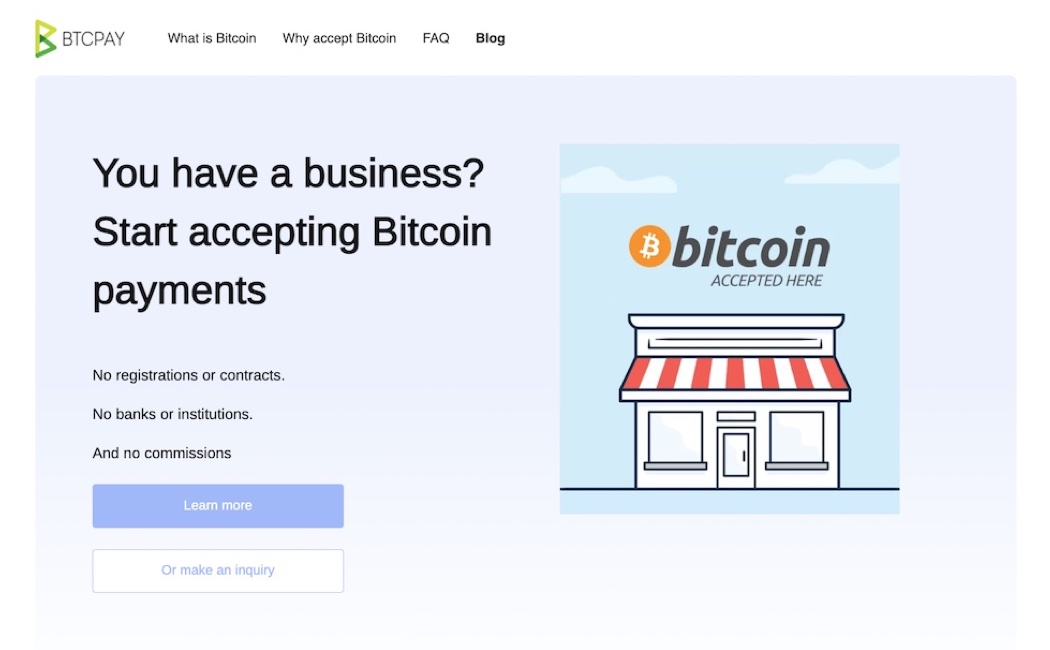 BTCPAY
What is Bitcoin
Why accept Bitcoin
FAQ
Blog
You have a business?
Start accepting Bitcoin
payments
No registrations or contracts.
No banks or institutions.
And no commissions
Learn more
Or make an inquiry
bitcoin
ACCEPTED HERE